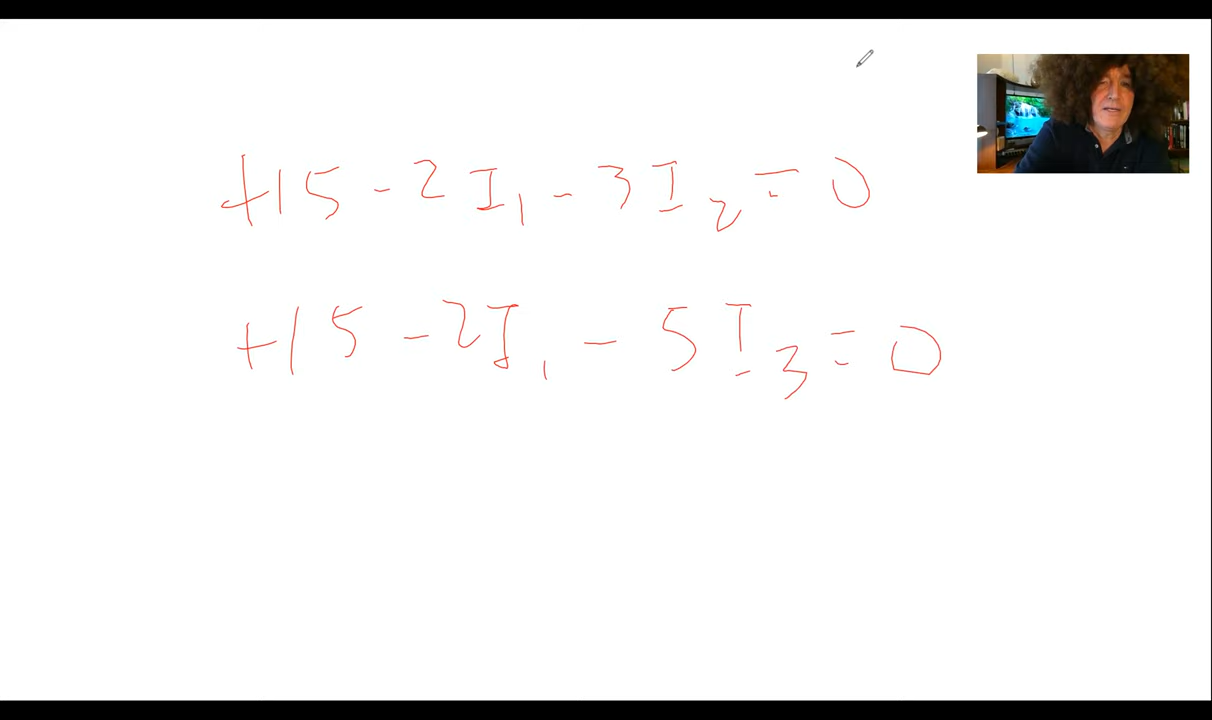 +15 - 2I₁ - 3I₂ = 0
+15 - 2I₁ - 5I₃ = 0